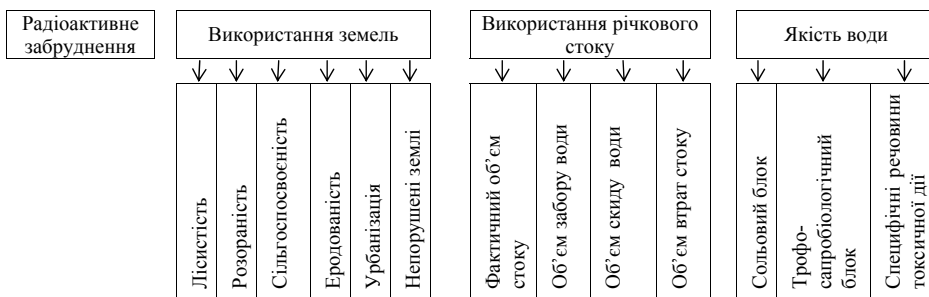 Радіоактивне
забруднення
Використання земель
Використання річкового
стоку
Якість води
Лісистість
Розораність
Сільгоспосвоєність
Еродованість
Урбанізація
Непорушені землі
Фактичний об’єм
стоку
Об’єм забору води
Об’єм скиду води
Об’єм втрат стоку
Сольовий блок
Трофо-
сапробіологічний
блок
Специфічні речовини
токсичної дії